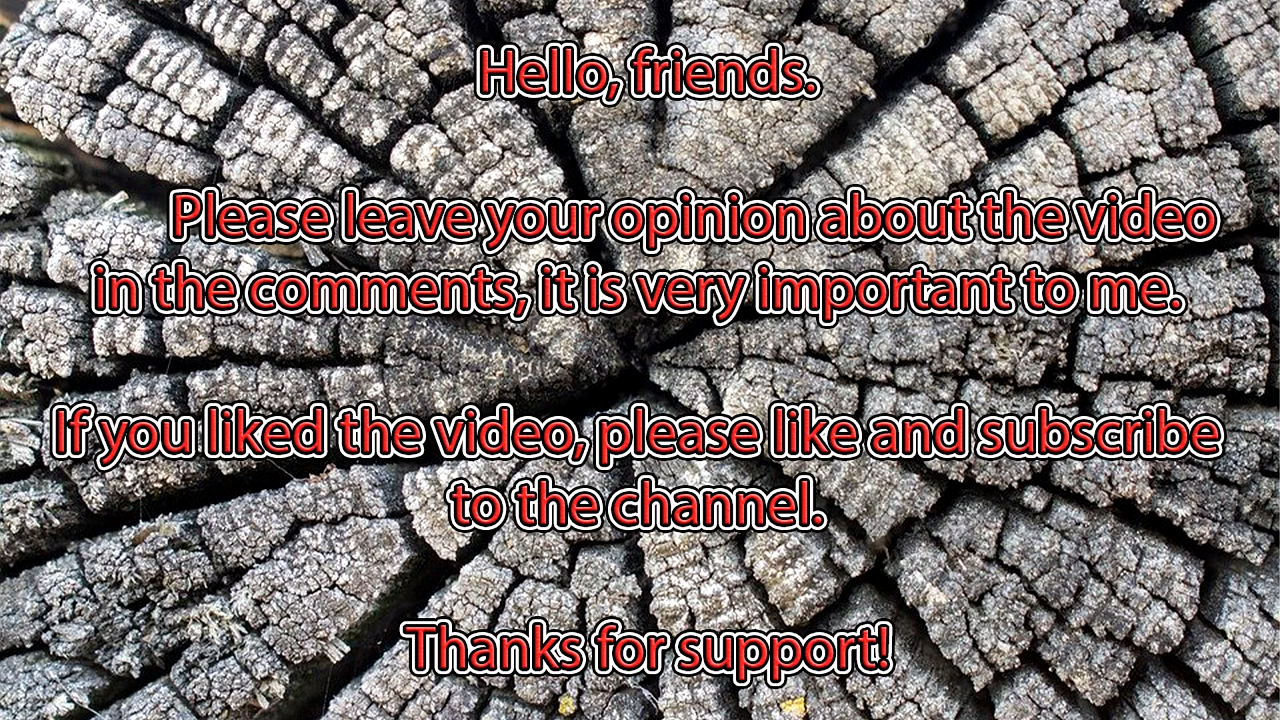 Hello, friends.
Please leave your opinion about the video
in the comments, it is very important to me.
If you liked the video, please like and subscribe
to the channel.
Thanks for support!